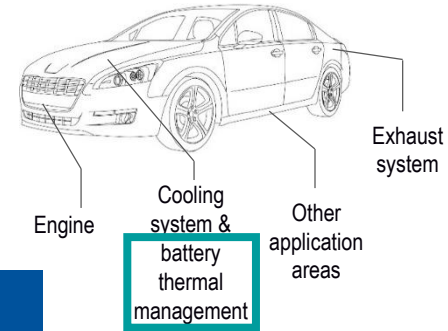 Engine
Cooling
system &
battery
thermal
management
Other
application
areas
Exhaust
system